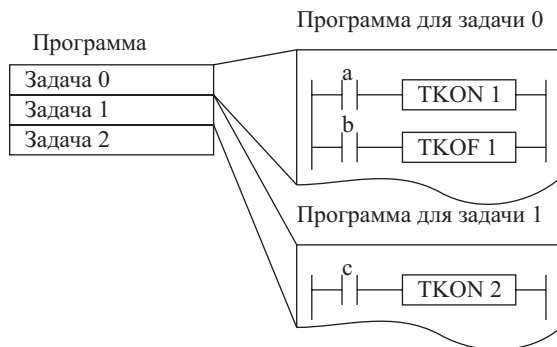 Программа
Задача 0
Задача 1
Задача 2
Программа для задачи 0
a
TKON 1
b
TKOF 1
Программа для задачи 1
c
TKON 2